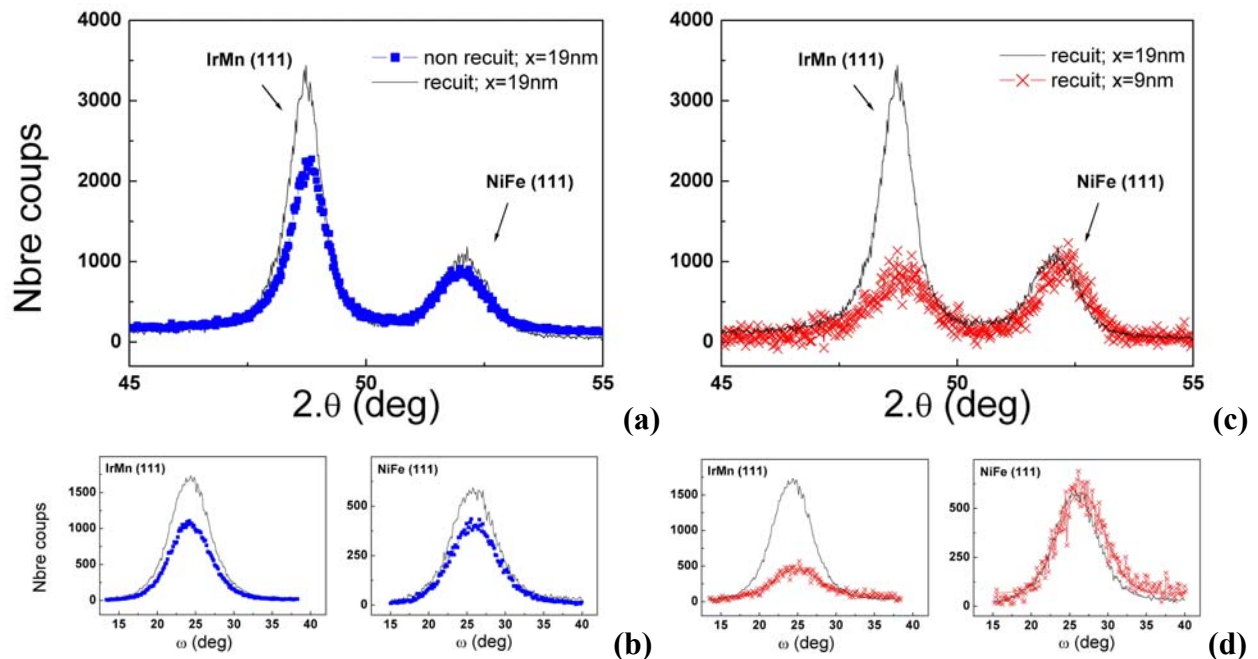 4000
3000
2000
1000
0
Nbre coups
IrMn (111)
NiFe (111)
non recuit; x=19nm
recuit; x=19nm
45 50 55
2.θ (deg)
(a)
4000
3000
2000
1000
0
IrMn (111)
NiFe (111)
recuit; x=19nm
recuit; x=9nm
45 50 55
2.θ (deg)
(c)
IrMn (111)
1500
1000
500
0
Nbre coups
15 20 25 30 35 40
ω (deg)
NiFe (111)
750
500
250
0
15 20 25 30 35 40
ω (deg)
(b)
IrMn (111)
1500
1000
500
0
15 20 25 30 35 40
ω (deg)
NiFe (111)
500
250
0
15 20 25 30 35 40
ω (deg)
(d)